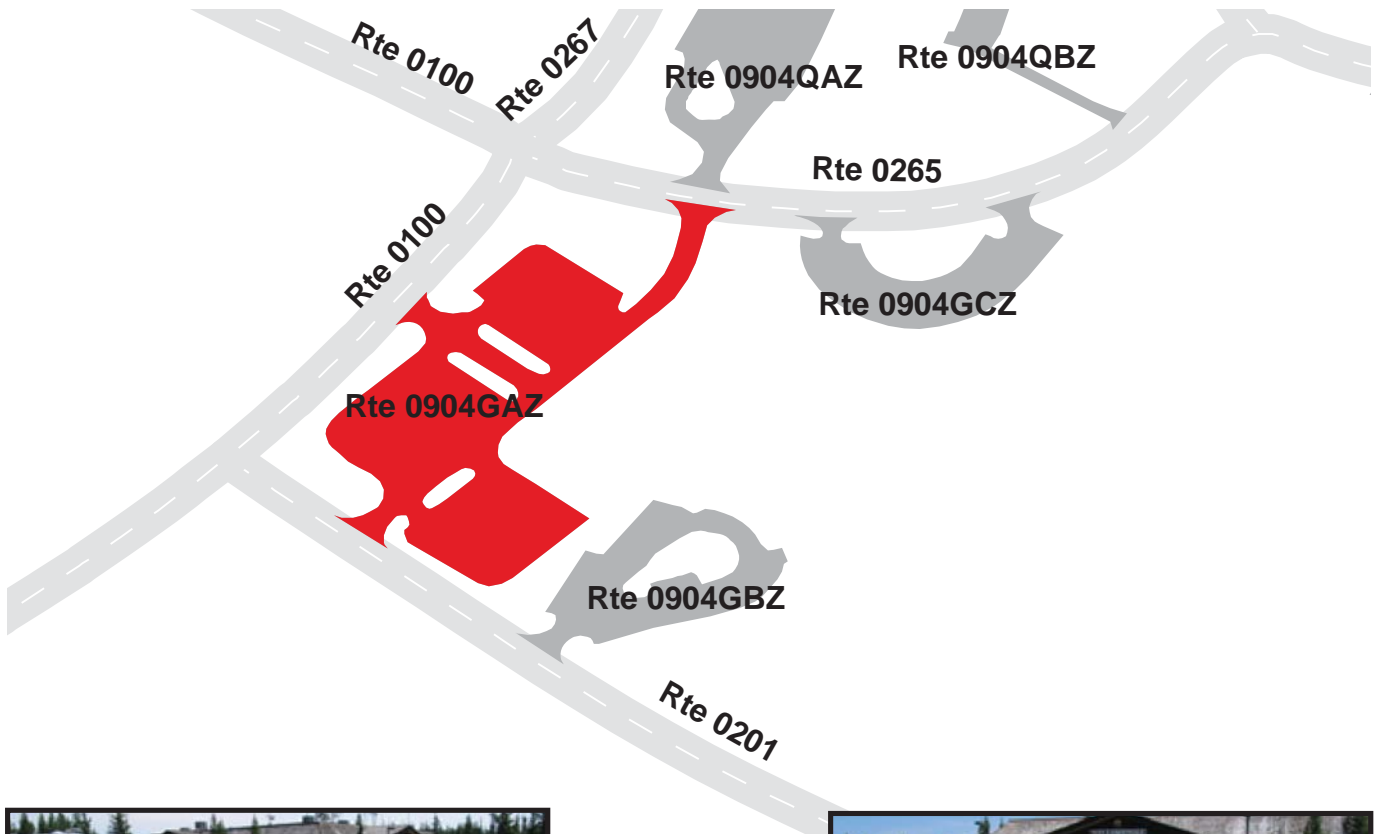 Rte 0100
Rte 0267
Rte 0904QAZ
Rte 0904QBZ
Rte 0265
Rte 0100
Rte 0904GCZ
Rte 0904GAZ
Rte 0904GBZ
Rte 0201